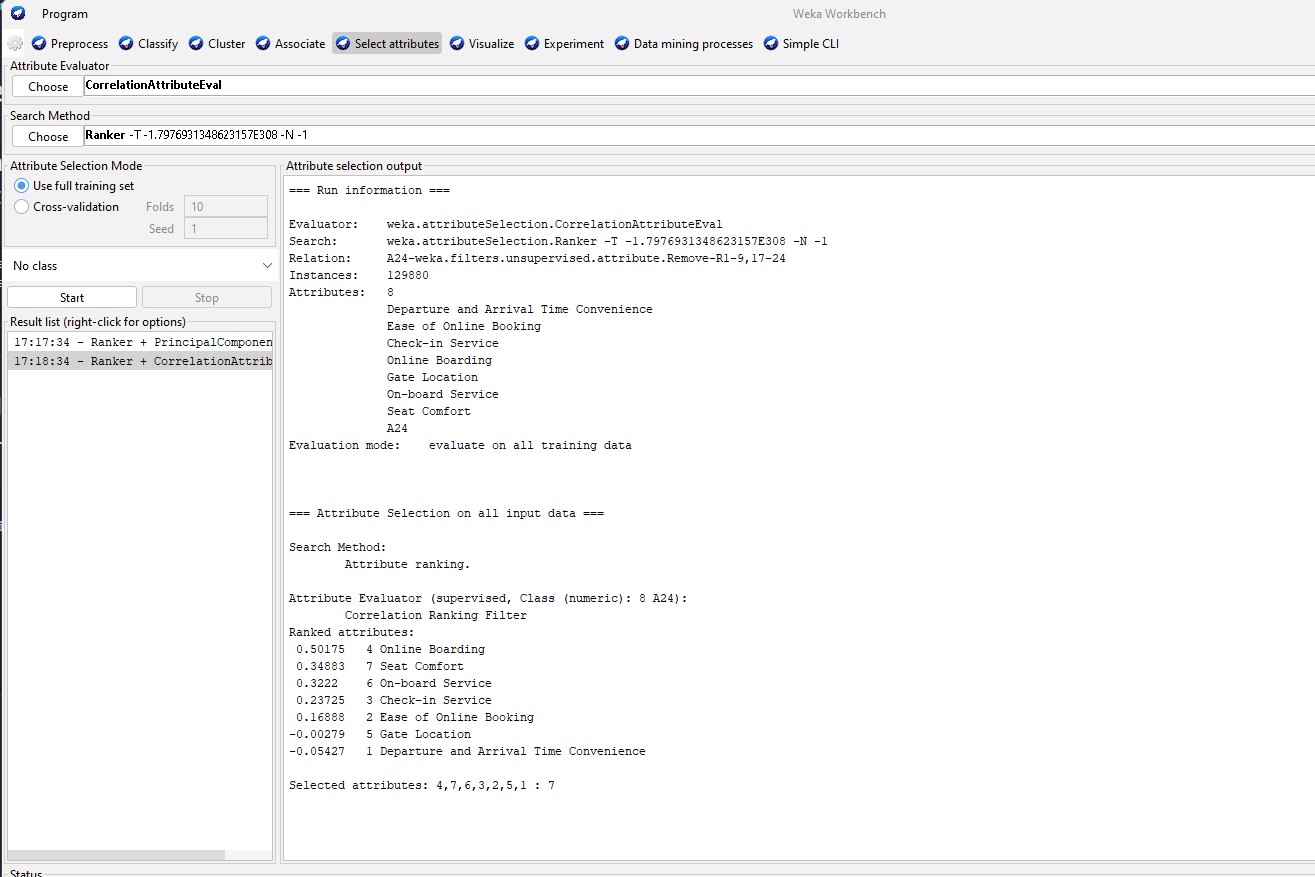 Program
Weka Workbench
Preprocess Classify Cluster Associate Select attributes Visualize Experiment Data mining processes Simple CLI
Attribute Evaluator
Choose CorrelationAttributeEval
Search Method
Choose Ranker -T -1.7976931348623157E308 -N -1
Attribute Selection Mode
Use full training set
Cross-validation Folds 10
Seed 1
No class
Start Stop
Result list (right-click for options)
17:17:34 - Ranker + PrincipalComponen
17:18:34 - Ranker + CorrelationAttrib
Attribute selection output
=== Run information ===
Evaluator: weka.attributeSelection.CorrelationAttributeEval
Search: weka.attributeSelection.Ranker -T -1.7976931348623157E308 -N -1
Relation: A24-weka.filters.unsupervised.attribute.Remove-R1-9,17-24
Instances: 129880
Attributes: 8
Departure and Arrival Time Convenience
Ease of Online Booking
Check-in Service
Online Boarding
Gate Location
On-board Service
Seat Comfort
A24
Evaluation mode: evaluate on all training data
=== Attribute Selection on all input data ===
Search Method:
Attribute ranking.
Attribute Evaluator (supervised, Class (numeric): 8 A24):
Correlation Ranking Filter
Ranked attributes:
0.50175 4 Online Boarding
0.34883 7 Seat Comfort
0.3222 6 On-board Service
0.23725 3 Check-in Service
0.16888 2 Ease of Online Booking
-0.00279 5 Gate Location
-0.05427 1 Departure and Arrival Time Convenience
Selected attributes: 4,7,6,3,2,5,1 : 7
Status